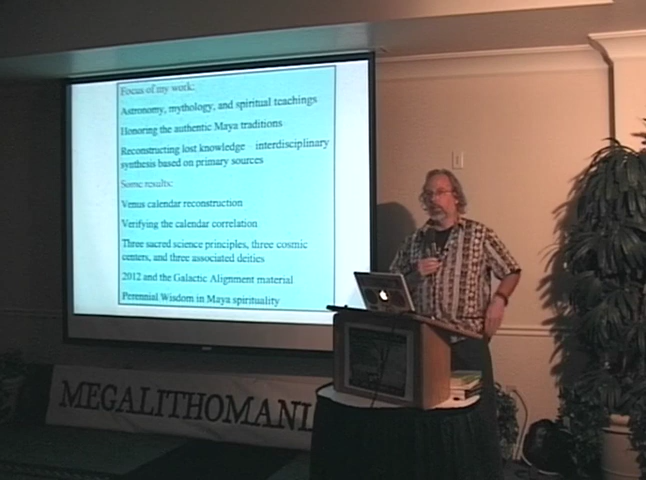 Focus of my work:
Astronomy, mythology, and spiritual teachings
Honoring the authentic Maya traditions
Reconstructing lost knowledge – interdisciplinary
synthesis based on primary sources
Some results:
Venus calendar reconstruction
Verifying the calendar correlation
Three sacred science principles, three cosmic
centers, and three associated deities
2012 and the Galactic Alignment material
Perennial Wisdom in Maya spirituality
MEGALITHOMANI